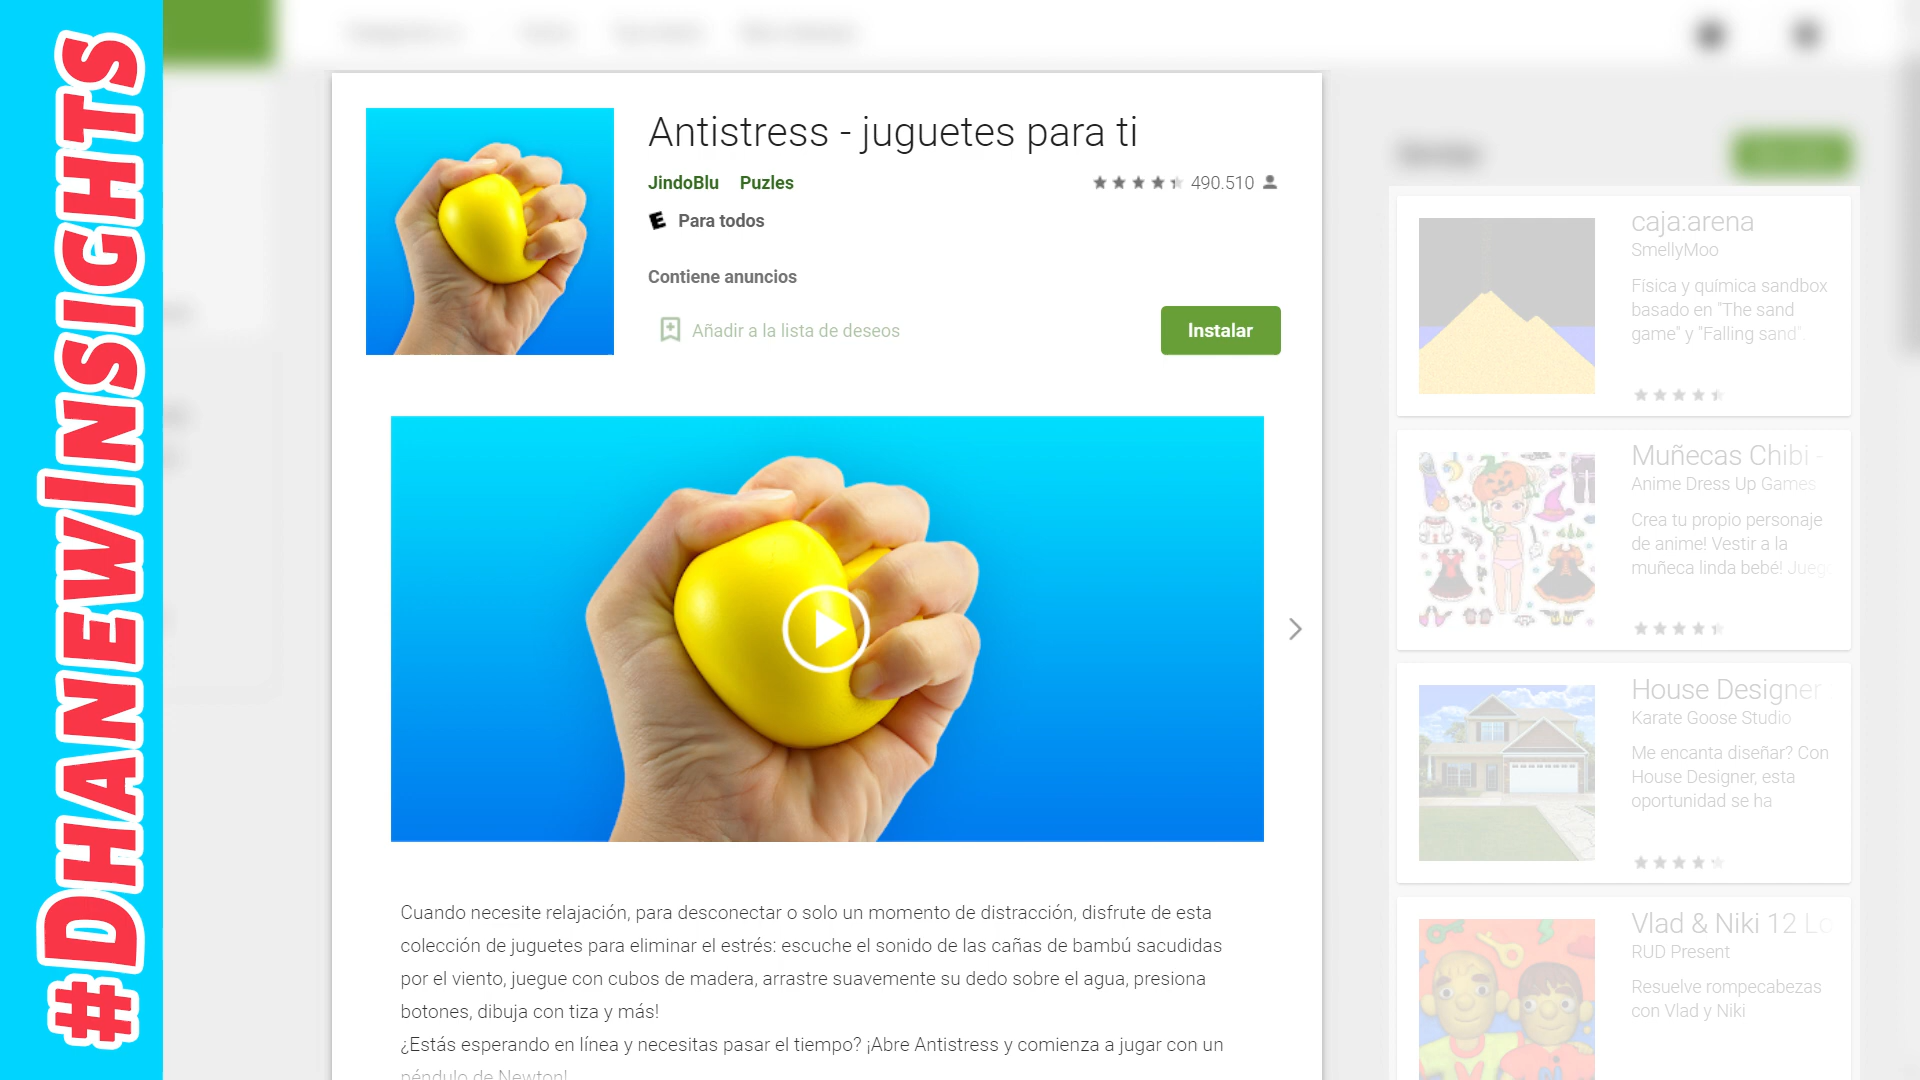 #DHANEWINSIGHTS
Antistress - juguetes para ti
JindoBlu Puzles
490.510
E Para todos
Contiene anuncios
Añadir a la lista de deseos
Instalar
Cuando necesite relajación, para desconectar o solo un momento de distracción, disfrute de esta
colección de juguetes para eliminar el estrés: escuche el sonido de las cañas de bambú sacudidas
por el viento, juegue con cubos de madera, arrastre suavemente su dedo sobre el agua, presiona
botones, dibuja con tiza y más!
¿Estás esperando en línea y necesitas pasar el tiempo? ¡Abre Antistress y comienza a jugar con un
péndulo de Newton!
caja:arena
SmellyMoo
Física y química sandbox
basado en "The sand
game" y "Falling sand".
Muñecas Chibi -
Anime Dress Up Games
Crea tu propio personaje
de anime! Vestir a la
muñeca linda bebé! Jueg
House Designer
Karate Goose Studio
Me encanta diseñar? Con
House Designer, esta
oportunidad se ha
Vlad & Niki 12 Lo
RUD Present
Resuelve rompecabezas
con Vlad y Niki